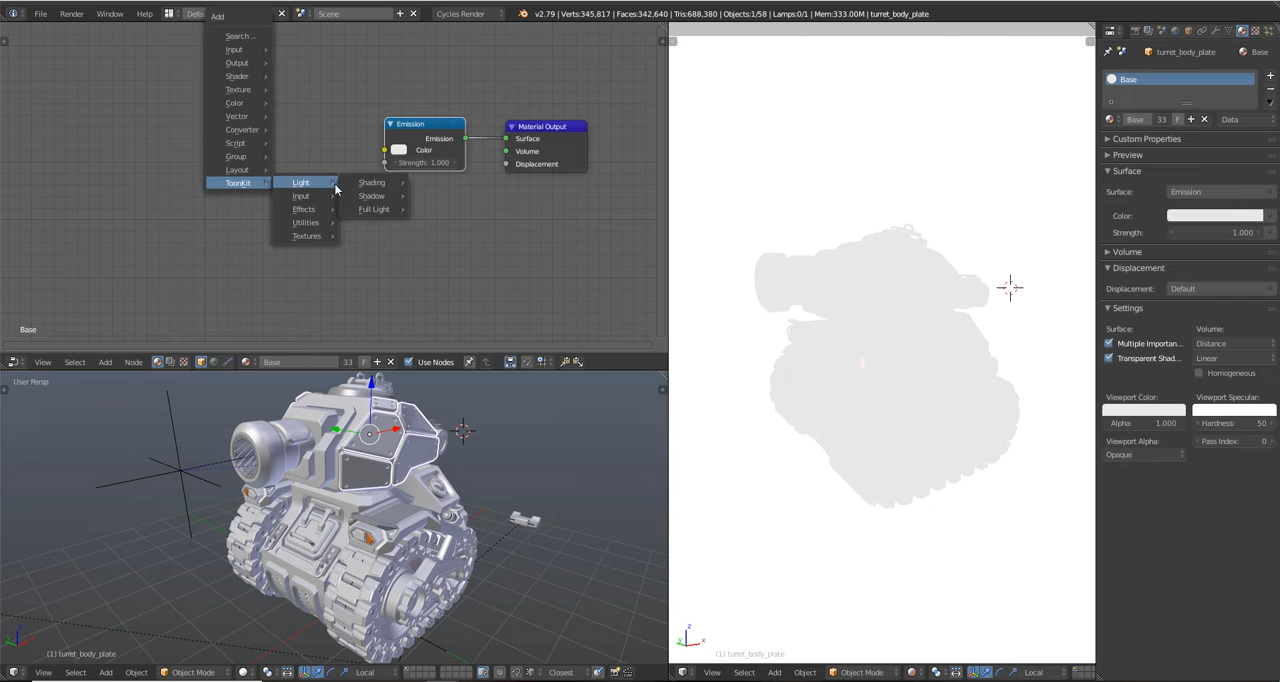 File Render Window Help Defa Scene Cycles Render v2.79 | Verts:345,817 | Faces:342,640 | Tris:688,380 | Objects:1/58 | Lamps:0/1 | Mem:333.00M | turret_body_plate
Add
Search ...
Input
Output
Shader
Texture
Color
Vector
Converter
Script
Group
Layout
ToonKit
Light
Input
Effects
Utilities
Textures
Shading
Shadow
Full Light
Emission
Emission
Color
Strength: 1.000
Material Output
Surface
Volume
Displacement
Base
View Select Add Node Base 33 F Use Nodes
User Persp
(1) turret_body_plate
View Select Add Object Object Mode Local Closest
(1) turret_body_plate
View Select Add Object Object Mode Local
turret_body_plate Base
Base
Base 33 F Data
Custom Properties
Preview
Surface
Surface: Emission
Color:
Strength: 1.000
Volume
Displacement
Displacement: Default
Settings
Surface: Volume:
Multiple Importan... Distance
Transparent Shad... Linear
Homogeneous
Viewport Color: Viewport Specular:
Alpha: 1.000 Hardness: 50
Viewport Alpha: Pass Index: 0
Opaque